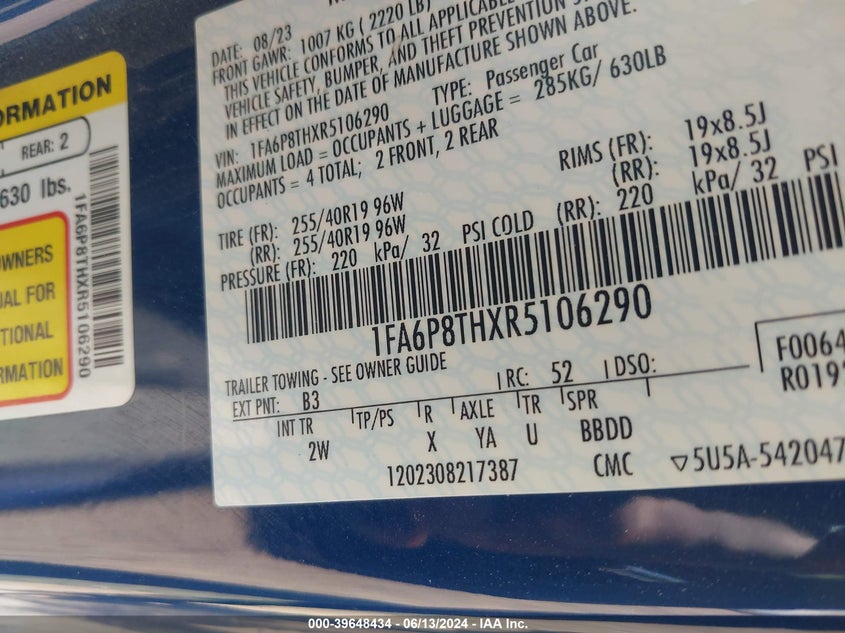 DATE: 08/23
FRONT GAWR: 1007 KG ( 2220 LB)
THIS VEHICLE CONFORMS TO ALL APPLICABLE
VEHICLE SAFETY, BUMPER, AND THEFT PREVENTION
IN EFFECT ON THE DATE OF MANUFACTURE SHOWN ABOVE.
VIN: 1FA6P8THXR5106290 TYPE: Passenger Car
MAXIMUM LOAD = OCCUPANTS + LUGGAGE = 285KG/ 630LB
OCCUPANTS = 4 TOTAL; 2 FRONT, 2 REAR
TIRE (FR): 255/40R19 96W RIMS (FR): 19x8.5J
(RR): 255/40R19 96W (RR): 19x8.5J
PRESSURE (FR): 220 kPa/ 32 PSI COLD (RR): 220 kPa/ 32 PSI
1FA6P8THXR5106290
TRAILER TOWING - SEE OWNER GUIDE
EXT PNT: B3 RC: 52 DSO:
INT TR TP/PS R AXLE TR SPR
2W X YA U BBDD
1202308217387 CMC ▽5U5A-542047
F0064
R019
ORMATION
REAR: 2
630 lbs.
1FA6P8THXR5106290
OWNERS
UAL FOR
TIONAL
RMATION
000-39648434 - 06/13/2024 - IAA Inc.